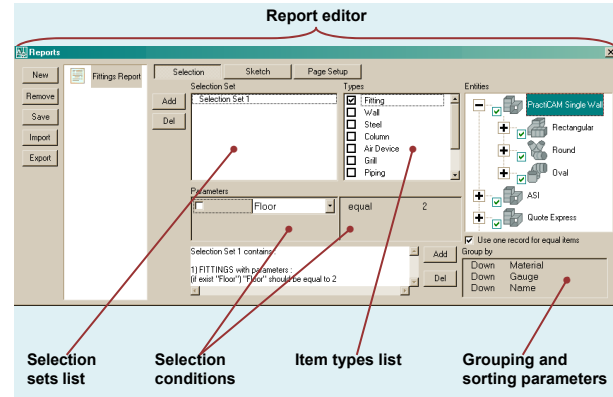 Report editor
Reports
New
Remove
Save
Import
Export
Fittings Report
Selection Sketch Page Setup
Selection Set
Add
Del
Selection Set 1
Types
Fitting
Wall
Steel
Column
Air Device
Grill
Piping
Entities
PractiCAM Single Wall
Rectangular
Round
Oval
ASI
Quote Express
Parameters
Floor
equal 2
Use one record for equal items
Selection Set 1 contains :
1) FITTINGS with parameters :
(if exist "Floor") "Floor" should be equal to 2
Add
Del
Group by
Down Material
Down Gauge
Down Name
Selection
sets list
Selection
conditions
Item types list
Grouping and
sorting parameters